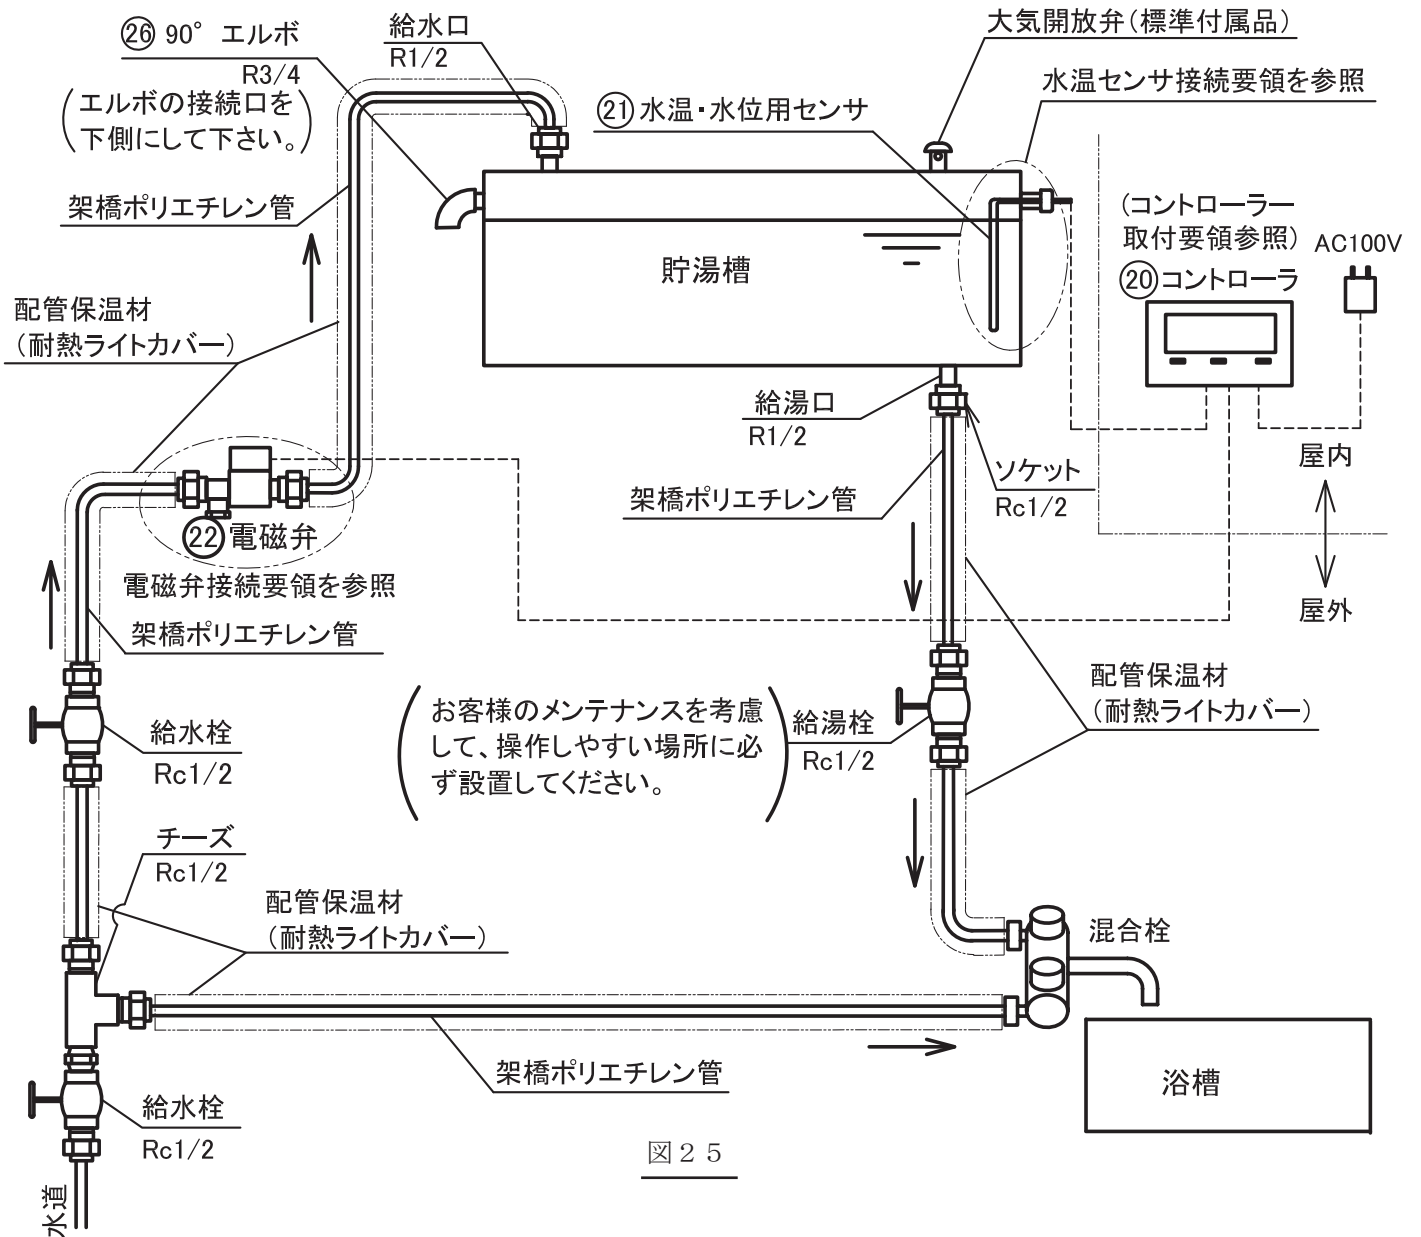 ㉖ 90° エルボ
R3/4
(エルボの接続口を
下側にして下さい。)
給水口
R1/2
大気開放弁(標準付属品)
水温センサ接続要領を参照
㉑ 水温・水位用センサ
架橋ポリエチレン管
(コントローラー
取付要領参照)
AC100V
⑳ コントローラ
貯湯槽
配管保温材
(耐熱ライトカバー)
給湯口
R1/2
屋内
ソケット
Rc1/2
架橋ポリエチレン管
㉒ 電磁弁
電磁弁接続要領を参照
屋外
架橋ポリエチレン管
配管保温材
(耐熱ライトカバー)
(お客様のメンテナンスを考慮
して、操作しやすい場所に必
ず設置してください。)
給湯栓
Rc1/2
給水栓
Rc1/2
チーズ
Rc1/2
配管保温材
(耐熱ライトカバー)
混合栓
架橋ポリエチレン管
浴槽
給水栓
Rc1/2
図25
水道